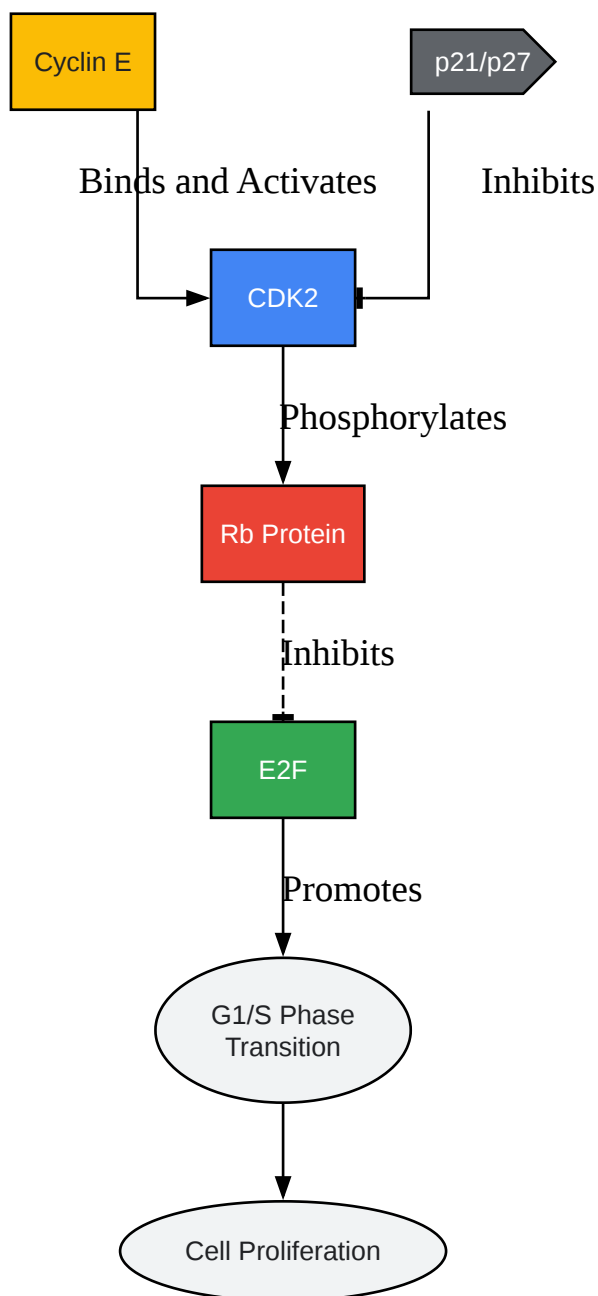 Cyclin E
p21/p27
Binds and Activates
Inhibits
CDK2
Phosphorylates
Rb Protein
Inhibits
E2F
Promotes
G1/S Phase
Transition
Cell Proliferation